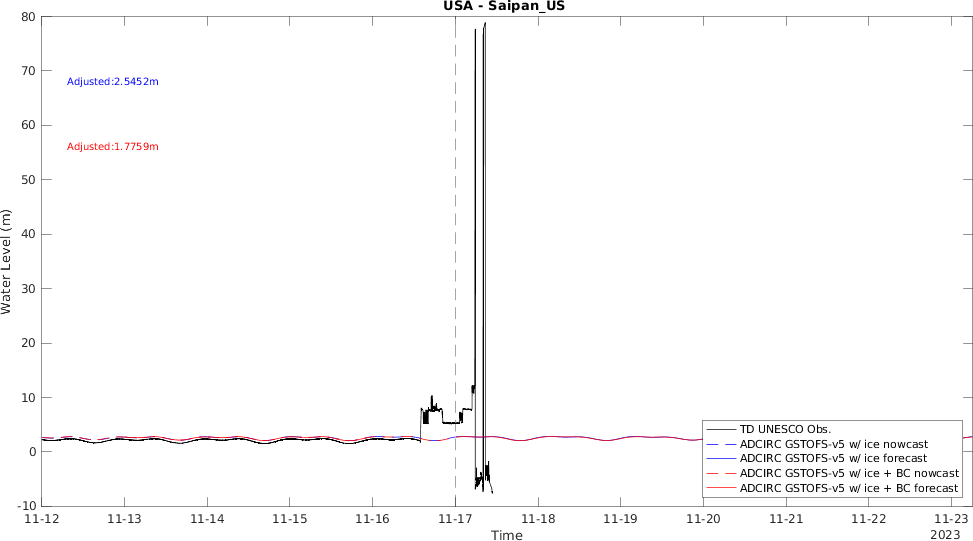 USA - Saipan_US
80
70
60
50
40
30
20
10
0
-10
Water Level (m)
Adjusted:2.5452m
Adjusted:1.7759m
TD UNESCO Obs.
ADCIRC GSTOFS-v5 w/ ice nowcast
ADCIRC GSTOFS-v5 w/ ice forecast
ADCIRC GSTOFS-v5 w/ ice + BC nowcast
ADCIRC GSTOFS-v5 w/ ice + BC forecast
11-12 11-13 11-14 11-15 11-16 11-17 11-18 11-19 11-20 11-21 11-22 11-23
Time
2023